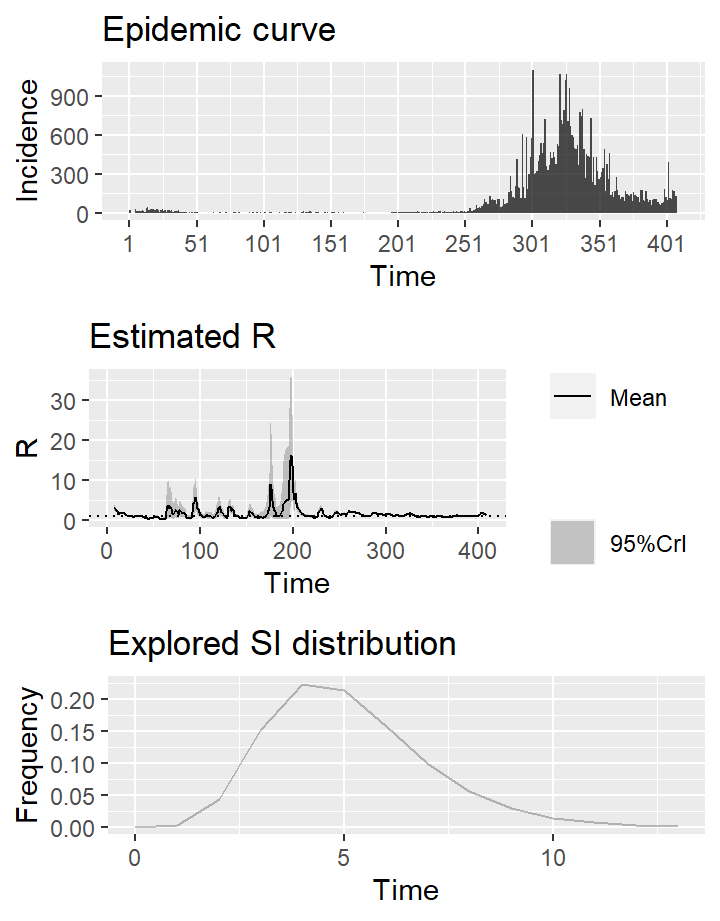 Epidemic curve
Incidence
900
600
300
0
1 51 101 151 201 251 301 351 401
Time
Estimated R
R
30
20
10
0
0 100 200 300 400
Time
Mean
95%CrI
Explored SI distribution
Frequency
0.20
0.15
0.10
0.05
0.00
0 5 10
Time